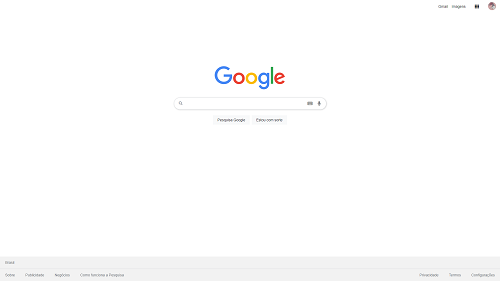 Gmail Imagens
Google
Pesquisa Google Estou com sorte
Brasil
Sobre Publicidade Negócios Como funciona a Pesquisa Privacidade Termos Configurações